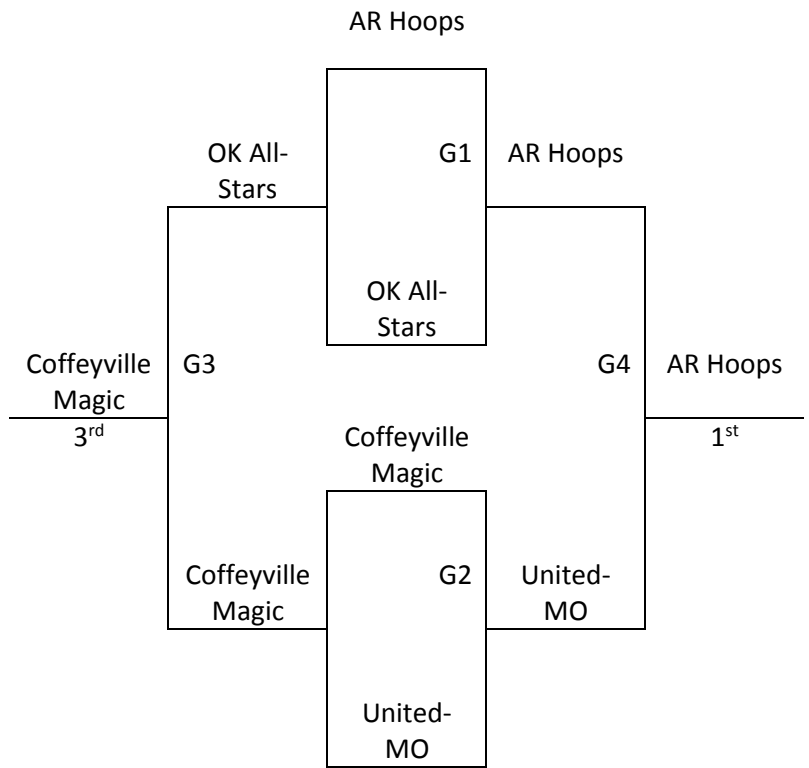 AR Hoops
OK All-
Stars
G1
AR Hoops
OK All-
Stars
Coffeyville
Magic
G3
G4
AR Hoops
3rd
1st
Coffeyville
Magic
Coffeyville
Magic
G2
United-
MO
United-
MO